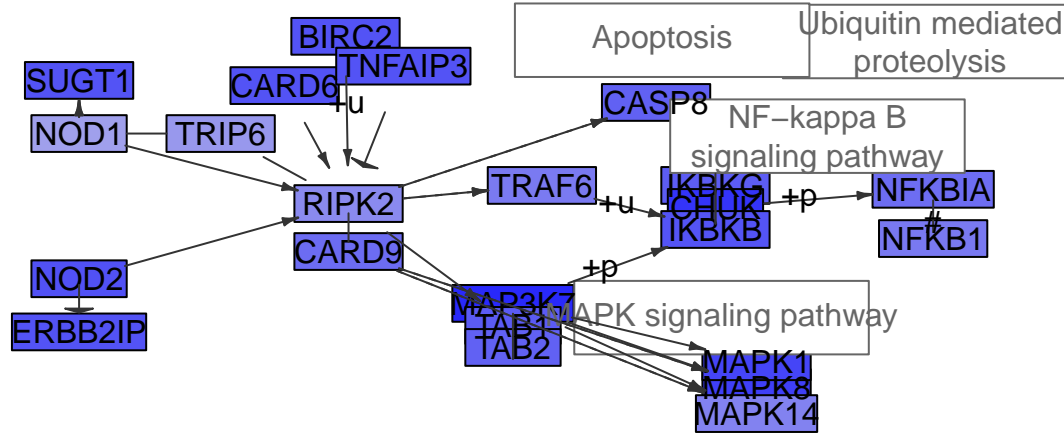 BIRC2
Apoptosis
Ubiquitin mediated
proteolysis
TNFAIP3
SUGT1
CARD6
+u
CASP8
NOD1
TRIP6
NF−kappa B
signaling pathway
RIPK2
TRAF6
+u
IKBKG
CHUK
IKBKB
+p
NFKBIA
#
NFKB1
CARD9
NOD2
+p
MAP3K7
TAB1
TAB2
MAPK signaling pathway
ERBB2IP
MAPK1
MAPK8
MAPK14